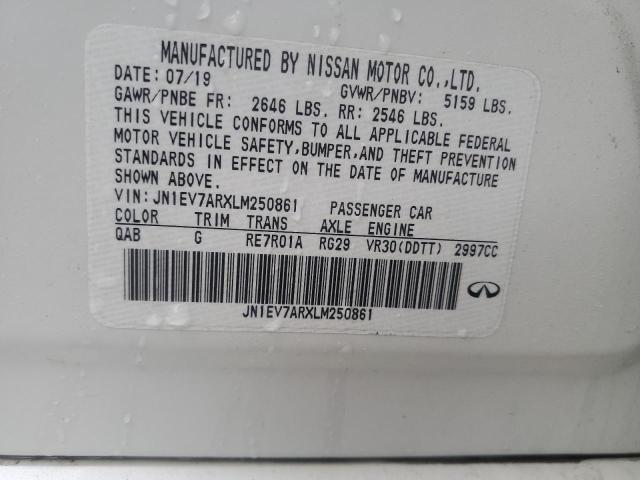 MANUFACTURED BY NISSAN MOTOR CO.,LTD.
DATE: 07/19 GVWR/PNBV: 5159 LBS.
GAWR/PNBE FR: 2646 LBS. RR: 2546 LBS.
THIS VEHICLE CONFORMS TO ALL APPLICABLE FEDERAL
MOTOR VEHICLE SAFETY,BUMPER,AND THEFT PREVENTION
STANDARDS IN EFFECT ON THE DATE OF MANUFACTURE
SHOWN ABOVE.
VIN: JN1EV7ARXLM250861 PASSENGER CAR
COLOR TRIM TRANS AXLE ENGINE
QAB G RE7R01A RG29 VR30(DDTT) 2997CC
JN1EV7ARXLM250861